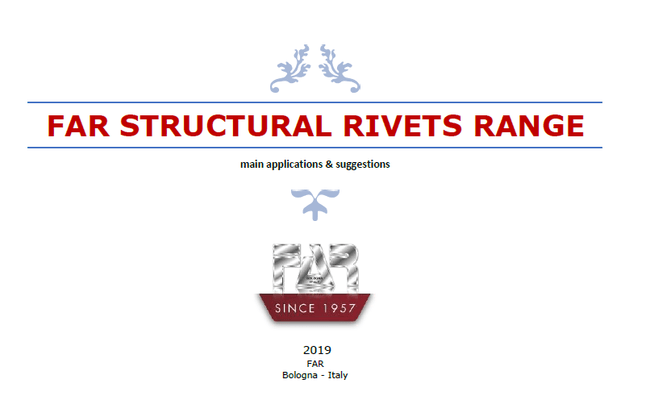 FAR STRUCTURAL RIVETS RANGE
main applications & suggestions
FAR
SINCE 1957
2019
FAR
Bologna - Italy